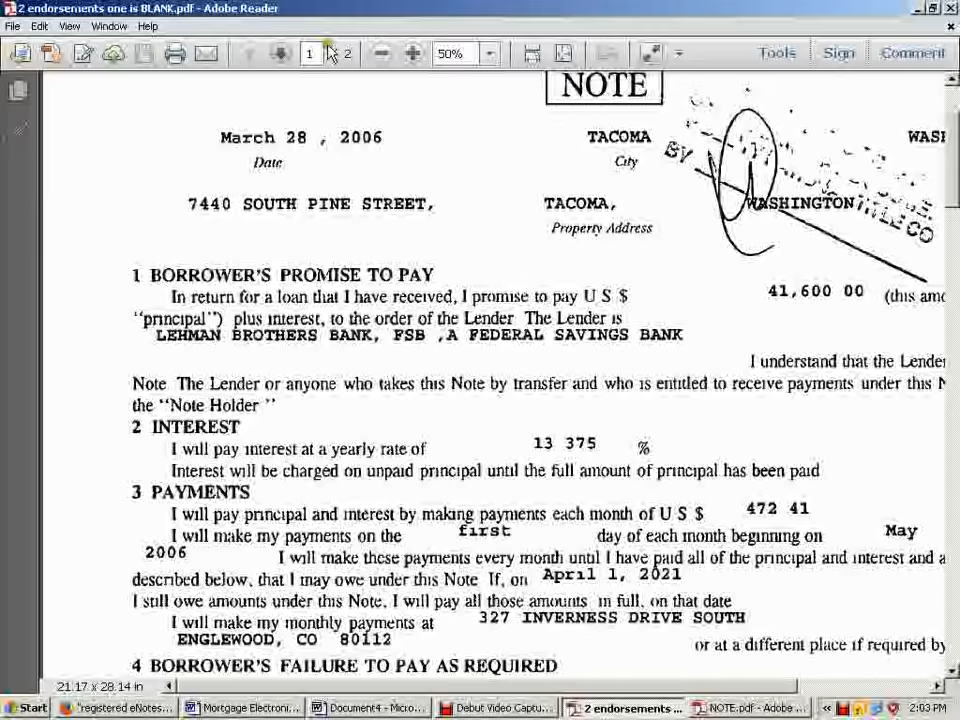 2 endorsements one is BLANK.pdf - Adobe Reader
File Edit View Window Help
1 2 50% Tools Sign Comment
NOTE
March 28 , 2006 TACOMA WASH
Date City
BY
7440 SOUTH PINE STREET, TACOMA, WASHINGTON
TITLE CO
Property Address
1 BORROWER'S PROMISE TO PAY
In return for a loan that I have received, I promise to pay U S $ 41,600 00 (this amo
"principal") plus interest, to the order of the Lender The Lender is
LEHMAN BROTHERS BANK, FSB ,A FEDERAL SAVINGS BANK
I understand that the Lender
Note The Lender or anyone who takes this Note by transfer and who is entitled to receive payments under this N
the "Note Holder "
2 INTEREST
I will pay interest at a yearly rate of 13 375 %
Interest will be charged on unpaid principal until the full amount of principal has been paid
3 PAYMENTS
I will pay principal and interest by making payments each month of U S $ 472 41
I will make my payments on the first day of each month beginning on May
2006 I will make these payments every month until I have paid all of the principal and interest and a
described below, that I may owe under this Note If, on April 1, 2021
I still owe amounts under this Note, I will pay all those amounts in full, on that date
I will make my monthly payments at 327 INVERNESS DRIVE SOUTH
ENGLEWOOD, CO 80112 or at a different place if required by
4 BORROWER'S FAILURE TO PAY AS REQUIRED
21.17 x 28.14 in
Start "registered eNotes... Mortgage Electroni... Document4 - Micro... Debut Video Captu... 2 endorsements ... NOTE.pdf - Adobe ... « 2:03 PM